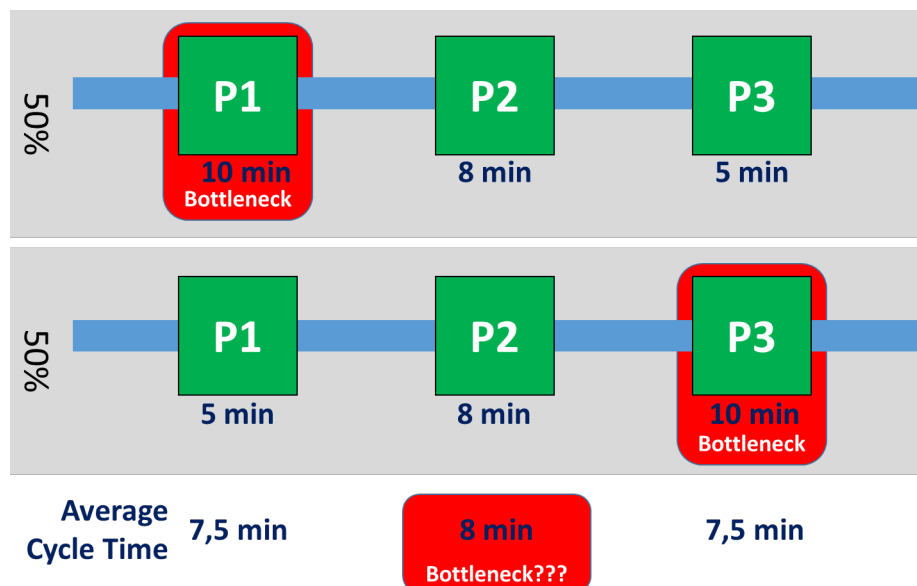 50%
P1
P2
P3
10 min
8 min
5 min
Bottleneck
50%
P1
P2
P3
5 min
8 min
10 min
Bottleneck
Average
Cycle Time
7,5 min
8 min
7,5 min
Bottleneck???